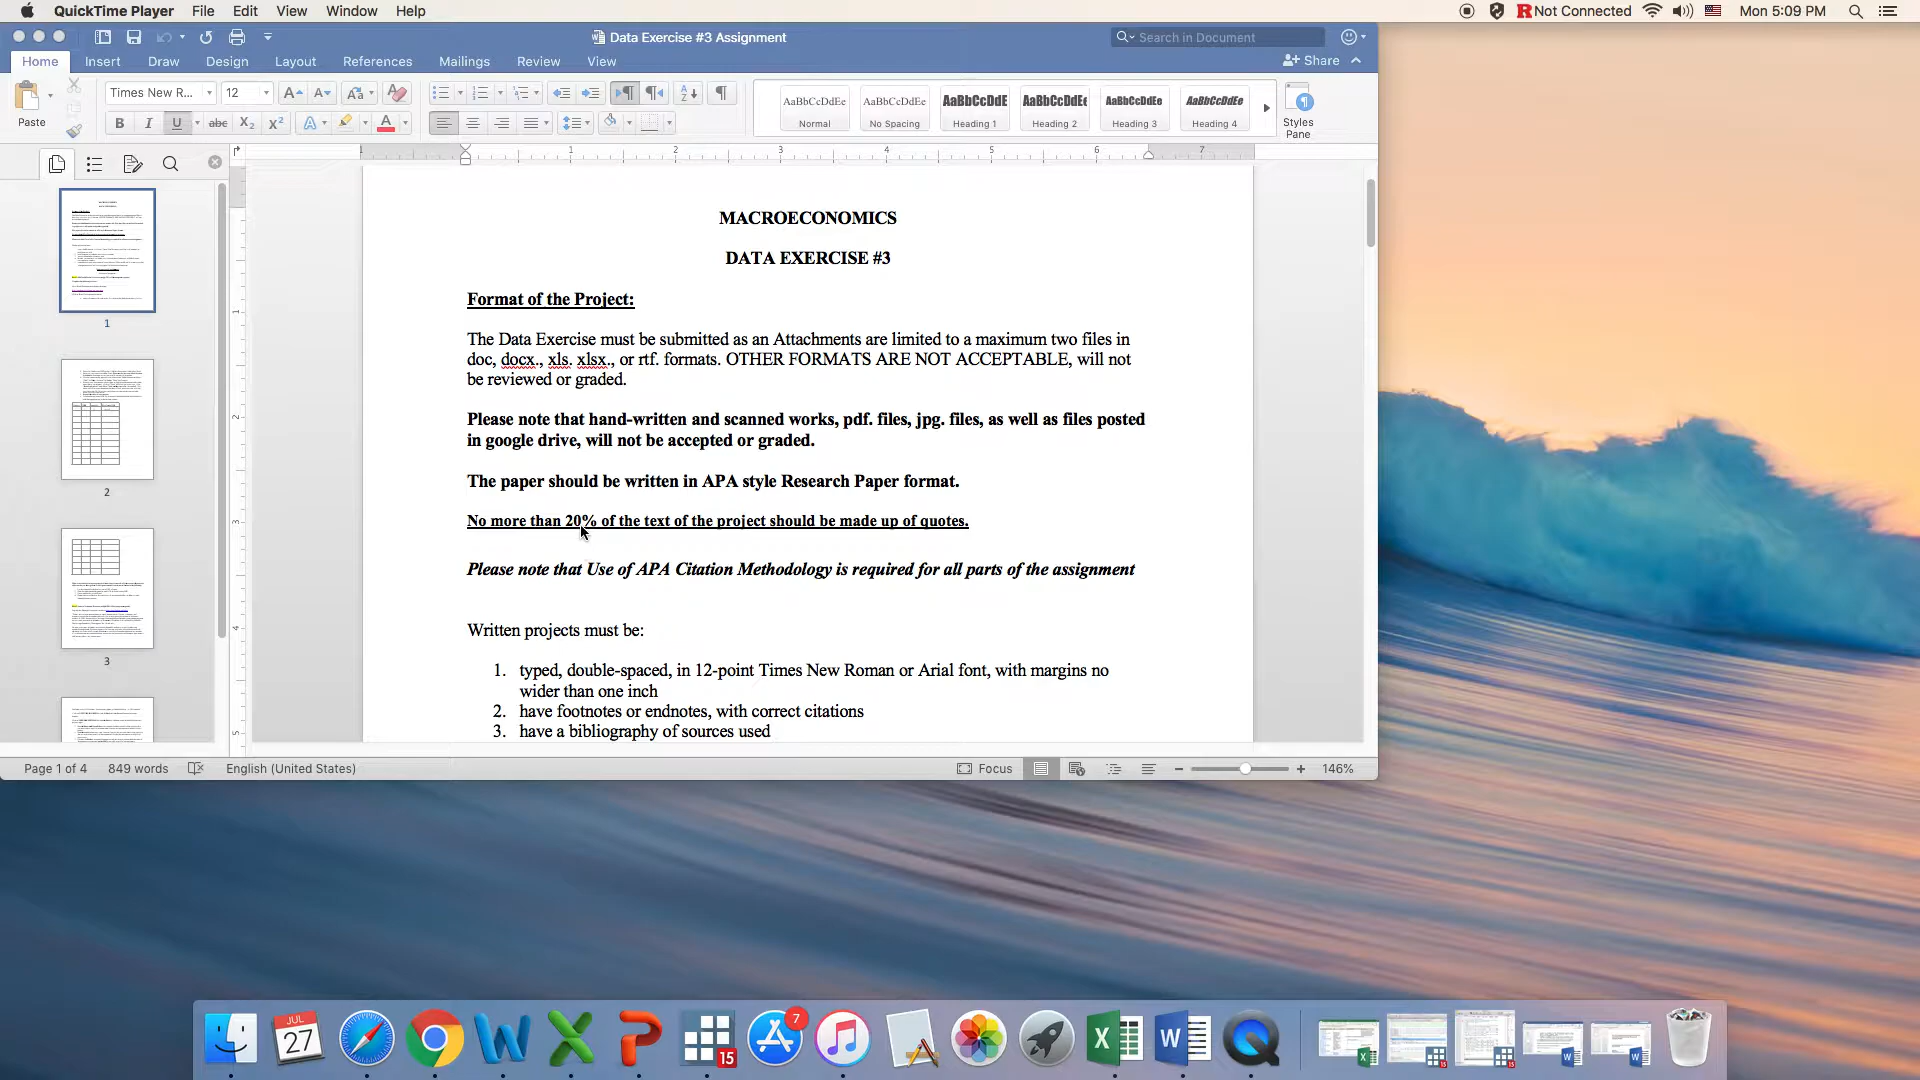 QuickTime Player File Edit View Window Help Not Connected Mon 5:09 PM
Data Exercise #3 Assignment Search in Document
Home Insert Draw Design Layout References Mailings Review View Share
Times New R... 12
Paste
AaBbCcDdEe AaBbCcDdEe AaBbCcDdE AaBbCcDdEe AaBbCcDdEe AaBbCcDdEe
Normal No Spacing Heading 1 Heading 2 Heading 3 Heading 4 Styles
Pane
MACROECONOMICS
DATA EXERCISE #3
Format of the Project:
The Data Exercise must be submitted as an Attachments are limited to a maximum two files in
doc, docx., xls. xlsx., or rtf. formats. OTHER FORMATS ARE NOT ACCEPTABLE, will not
be reviewed or graded.
Please note that hand-written and scanned works, pdf. files, jpg. files, as well as files posted
in google drive, will not be accepted or graded.
The paper should be written in APA style Research Paper format.
No more than 20% of the text of the project should be made up of quotes.
Please note that Use of APA Citation Methodology is required for all parts of the assignment
Written projects must be:
1. typed, double-spaced, in 12-point Times New Roman or Arial font, with margins no
wider than one inch
2. have footnotes or endnotes, with correct citations
3. have a bibliography of sources used
1
2
3
Page 1 of 4 849 words English (United States) Focus 146%
JUL
27
15
7